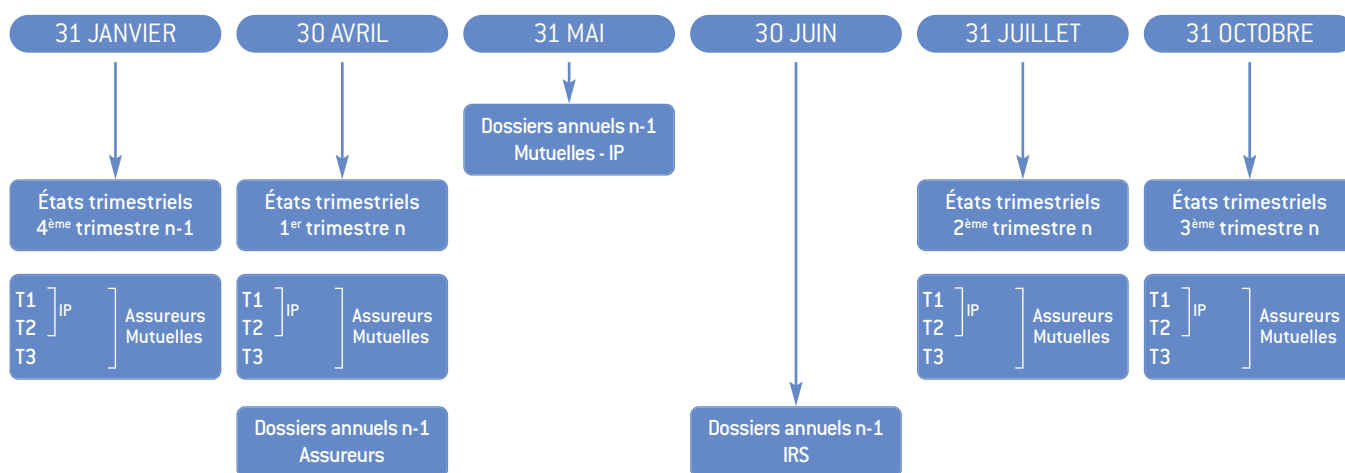 31 JANVIER
30 AVRIL
31 MAI
30 JUIN
31 JUILLET
31 OCTOBRE
Dossiers annuels n-1
Mutuelles - IP
États trimestriels
4ème trimestre n-1
États trimestriels
1er trimestre n
États trimestriels
2ème trimestre n
États trimestriels
3ème trimestre n
T1
T2
T3
IP
Assureurs
Mutuelles
T1
T2
T3
IP
Assureurs
Mutuelles
T1
T2
T3
IP
Assureurs
Mutuelles
T1
T2
T3
IP
Assureurs
Mutuelles
Dossiers annuels n-1
Assureurs
Dossiers annuels n-1
IRS